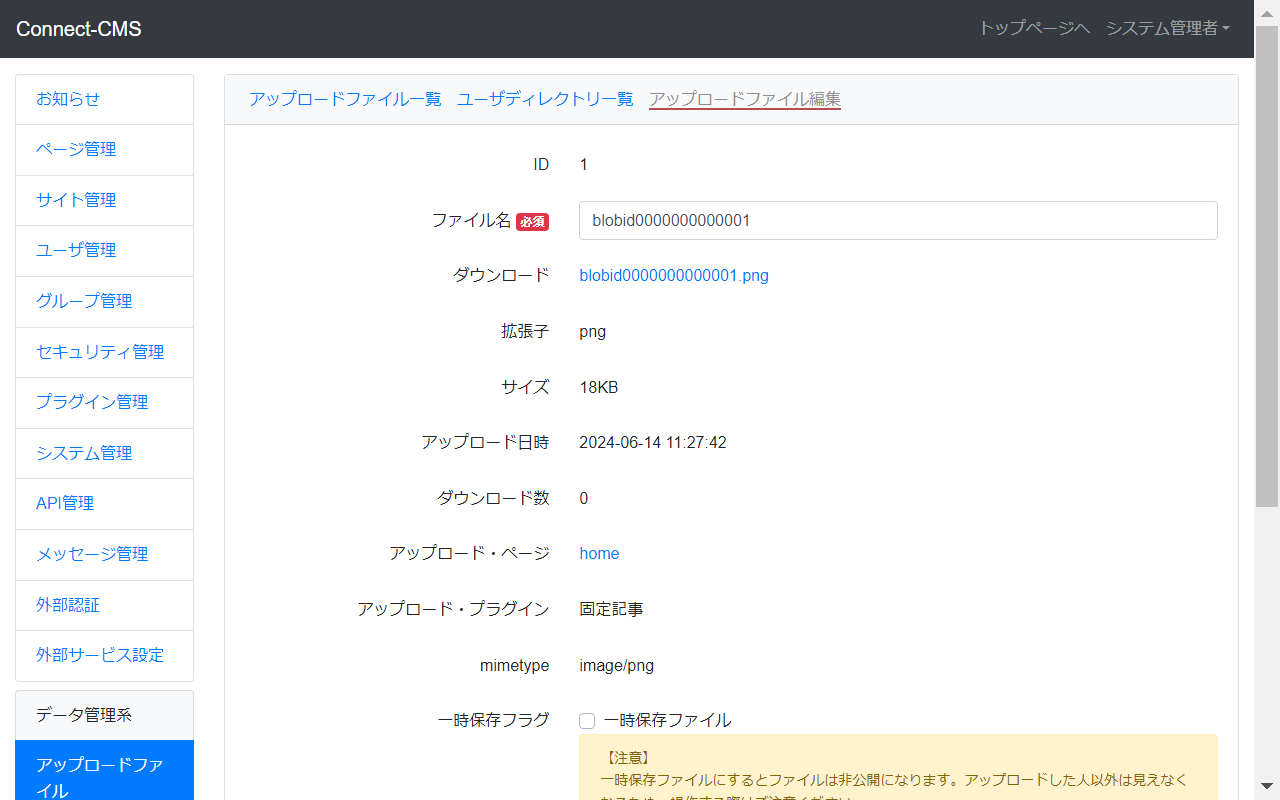 Connect-CMS
トップページへ システム管理者
お知らせ
ページ管理
サイト管理
ユーザ管理
グループ管理
セキュリティ管理
プラグイン管理
システム管理
API管理
メッセージ管理
外部認証
外部サービス設定
データ管理系
アップロードファ
イル
アップロードファイル一覧 ユーザディレクトリ一覧 アップロードファイル編集
ID 1
ファイル名 必須 blobid0000000000001
ダウンロード blobid0000000000001.png
拡張子 png
サイズ 18KB
アップロード日時 2024-06-14 11:27:42
ダウンロード数 0
アップロード・ページ home
アップロード・プラグイン 固定記事
mimetype image/png
一時保存フラグ 一時保存ファイル
【注意】
一時保存ファイルにするとファイルは非公開になります。アップロードした人以外は見えなく